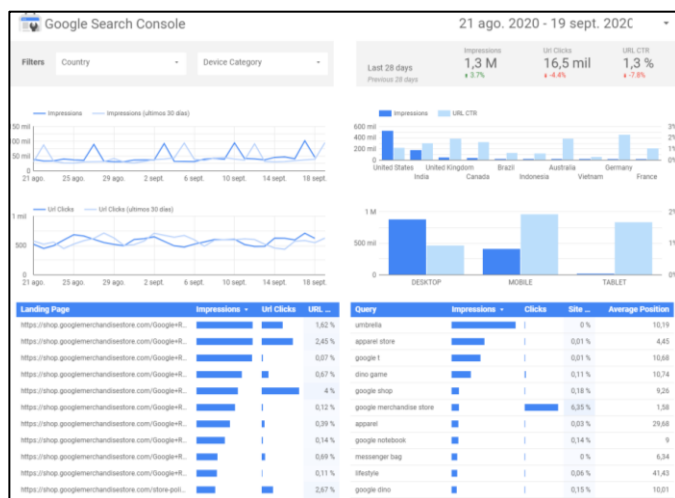 Google Search Console
21 ago. 2020 - 19 sept. 2020
Filters
Country
Device Category
Last 28 days
Previous 28 days
Impressions
1,3 M
3.7%
Url Clicks
16,5 mil
-4.4%
URL CTR
1,3 %
-7.8%
Impressions
Impressions (ultimos 30 días)
150 mil
100 mil
50 mil
0
21 ago. 25 ago. 29 ago. 2 sept. 6 sept. 10 sept. 14 sept. 18 sept.
Impressions
URL CTR
600 mil
400 mil
200 mil
0
3%
2%
1%
0%
United States
India
United Kingdom
Canada
Brazil
Indonesia
Australia
Vietnam
Germany
France
Url Clicks
Url Clicks (ultimos 30 días)
1 mil
500
0
21 ago. 25 ago. 29 ago. 2 sept. 6 sept. 10 sept. 14 sept. 18 sept.
1 M
500 mil
0
2%
1%
0%
DESKTOP MOBILE TABLET
Landing Page Impressions Url Clicks URL ...
https://shop.googlemerchandisestore.com/Google+R... 1,62 %
https://shop.googlemerchandisestore.com/Google+R... 2,45 %
https://shop.googlemerchandisestore.com/Google+R... 0,07 %
https://shop.googlemerchandisestore.com/Google+R... 0,67 %
https://shop.googlemerchandisestore.com/Google+R... 4 %
https://shop.googlemerchandisestore.com/Google+R... 0,12 %
https://shop.googlemerchandisestore.com/Google+R... 0,39 %
https://shop.googlemerchandisestore.com/Google+R... 0,14 %
https://shop.googlemerchandisestore.com/Google+R... 0,69 %
https://shop.googlemerchandisestore.com/Google+R... 0,11 %
https://shop.googlemerchandisestore.com/store-poli... 2,67 %
Query Impressions Clicks Site ... Average Position
umbrella 0 % 10,19
apparel store 0,01 % 4,45
google t 0,01 % 10,68
dino game 0,11 % 10,74
google shop 0,18 % 9,26
google merchandise store 6,35 % 1,58
apparel 0,03 % 29,68
google notebook 0,14 % 9
messenger bag 0 % 6,34
lifestyle 0,06 % 41,43
google dino 0,15 % 10,01